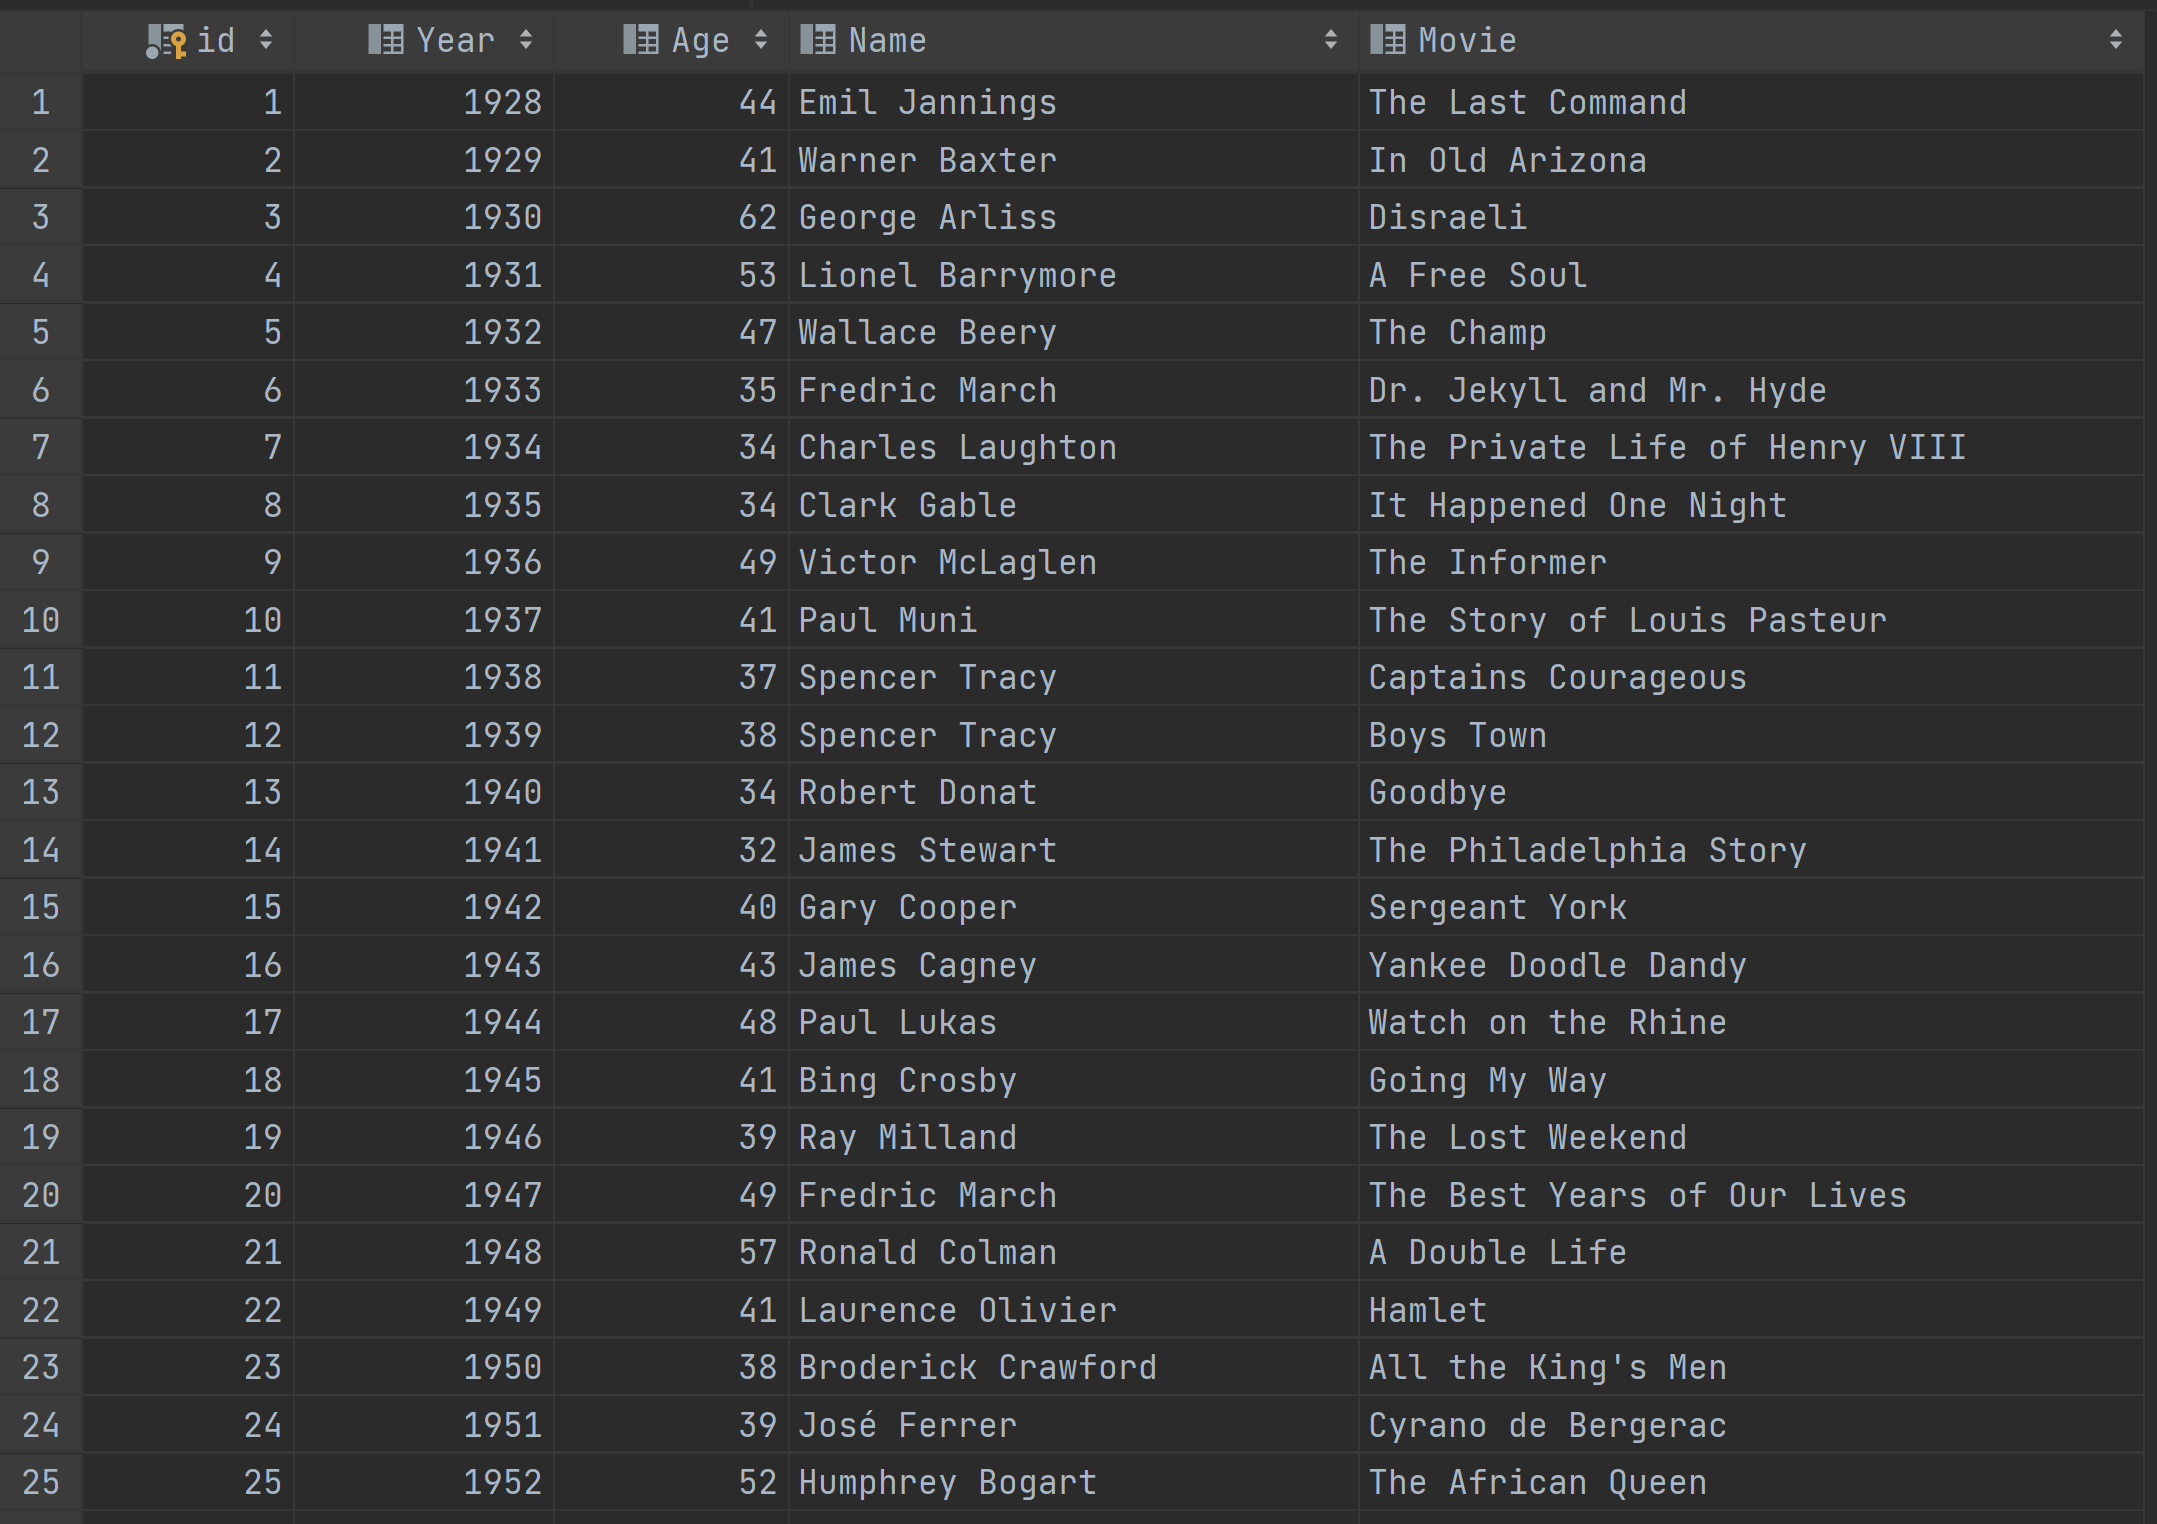 id Year Age Name Movie
1 1 1928 44 Emil Jannings The Last Command
2 2 1929 41 Warner Baxter In Old Arizona
3 3 1930 62 George Arliss Disraeli
4 4 1931 53 Lionel Barrymore A Free Soul
5 5 1932 47 Wallace Beery The Champ
6 6 1933 35 Fredric March Dr. Jekyll and Mr. Hyde
7 7 1934 34 Charles Laughton The Private Life of Henry VIII
8 8 1935 34 Clark Gable It Happened One Night
9 9 1936 49 Victor McLaglen The Informer
10 10 1937 41 Paul Muni The Story of Louis Pasteur
11 11 1938 37 Spencer Tracy Captains Courageous
12 12 1939 38 Spencer Tracy Boys Town
13 13 1940 34 Robert Donat Goodbye
14 14 1941 32 James Stewart The Philadelphia Story
15 15 1942 40 Gary Cooper Sergeant York
16 16 1943 43 James Cagney Yankee Doodle Dandy
17 17 1944 48 Paul Lukas Watch on the Rhine
18 18 1945 41 Bing Crosby Going My Way
19 19 1946 39 Ray Milland The Lost Weekend
20 20 1947 49 Fredric March The Best Years of Our Lives
21 21 1948 57 Ronald Colman A Double Life
22 22 1949 41 Laurence Olivier Hamlet
23 23 1950 38 Broderick Crawford All the King's Men
24 24 1951 39 José Ferrer Cyrano de Bergerac
25 25 1952 52 Humphrey Bogart The African Queen